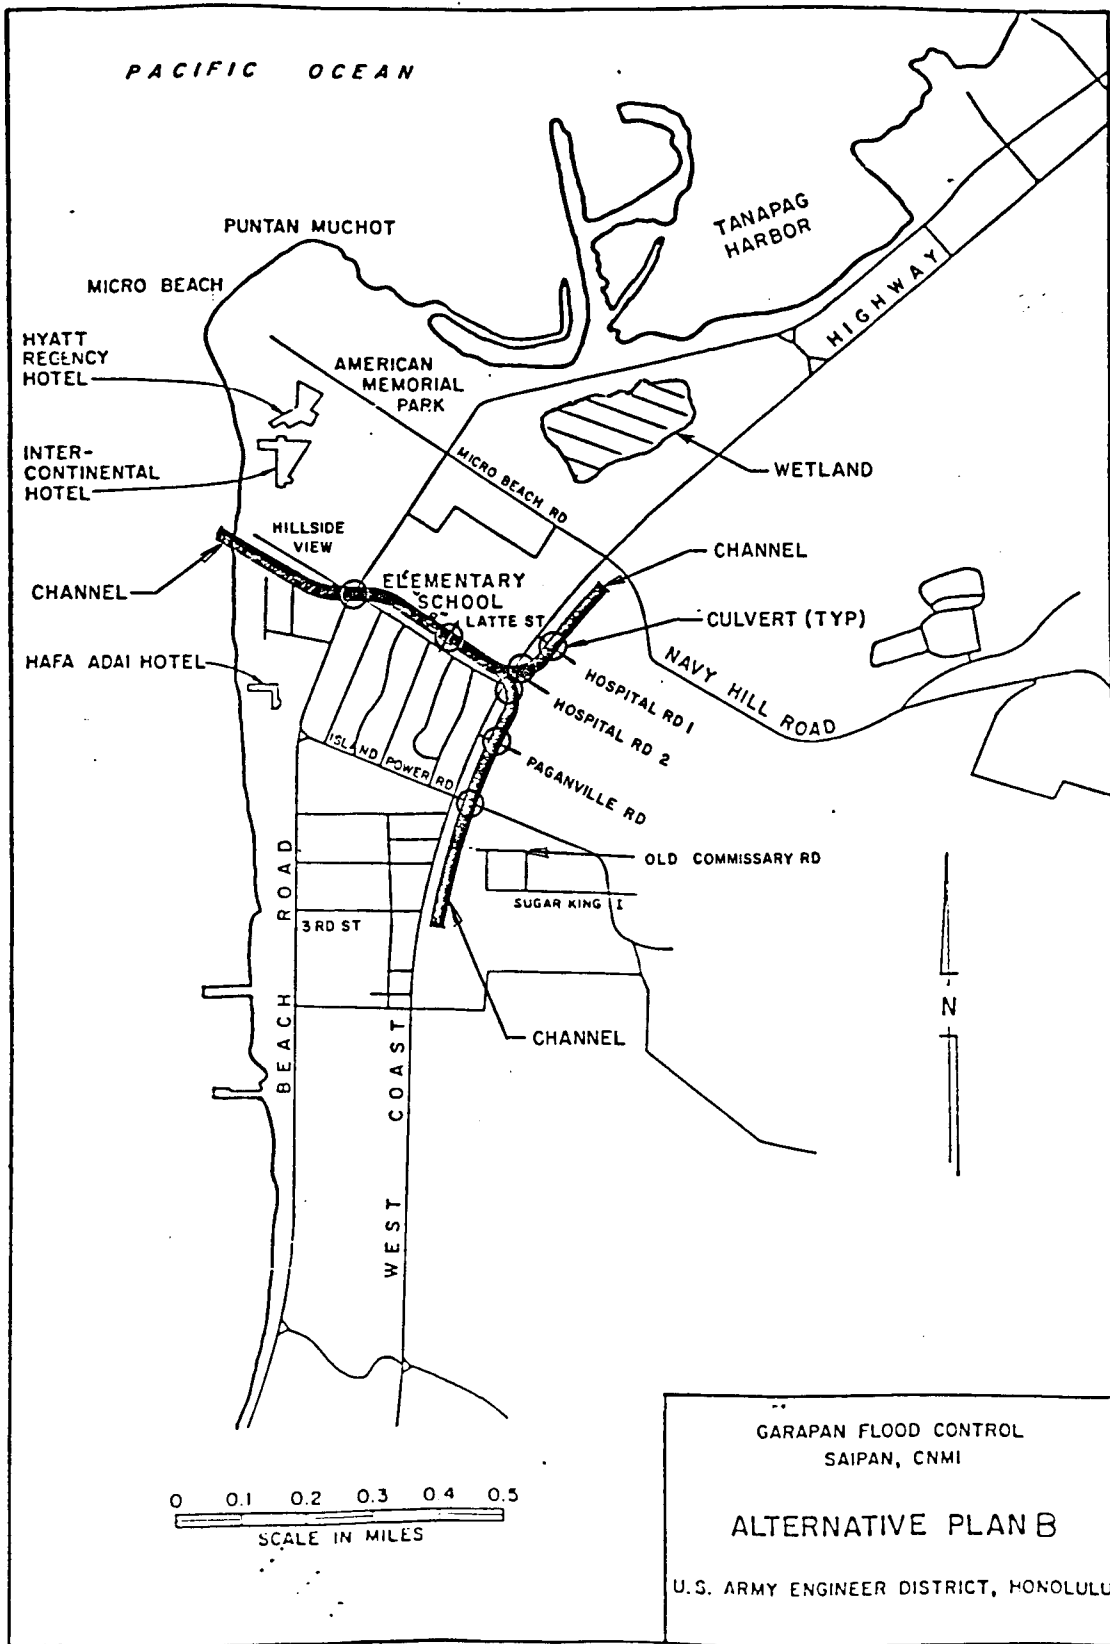 PACIFIC OCEAN
PUNTAN MUCHOT
MICRO BEACH
TANAPAG
HARBOR
HIGHWAY
HYATT
REGENCY
HOTEL
AMERICAN
MEMORIAL
PARK
INTER-
CONTINENTAL
HOTEL
MICRO BEACH RD
WETLAND
HILLSIDE
VIEW
CHANNEL
CHANNEL
ELEMENTARY
SCHOOL
LATTE ST
CULVERT (TYP)
HAFA ADAI HOTEL
NAVY HILL ROAD
HOSPITAL RD 1
HOSPITAL RD 2
ISLAND POWER RD
PAGANVILLE RD
OLD COMMISSARY RD
SUGAR KING I
3RD ST
BEACH ROAD
WEST COAST
CHANNEL
N
0 0.1 0.2 0.3 0.4 0.5
SCALE IN MILES
GARAPAN FLOOD CONTROL
SAIPAN, CNMI
ALTERNATIVE PLAN B
U.S. ARMY ENGINEER DISTRICT, HONOLULU